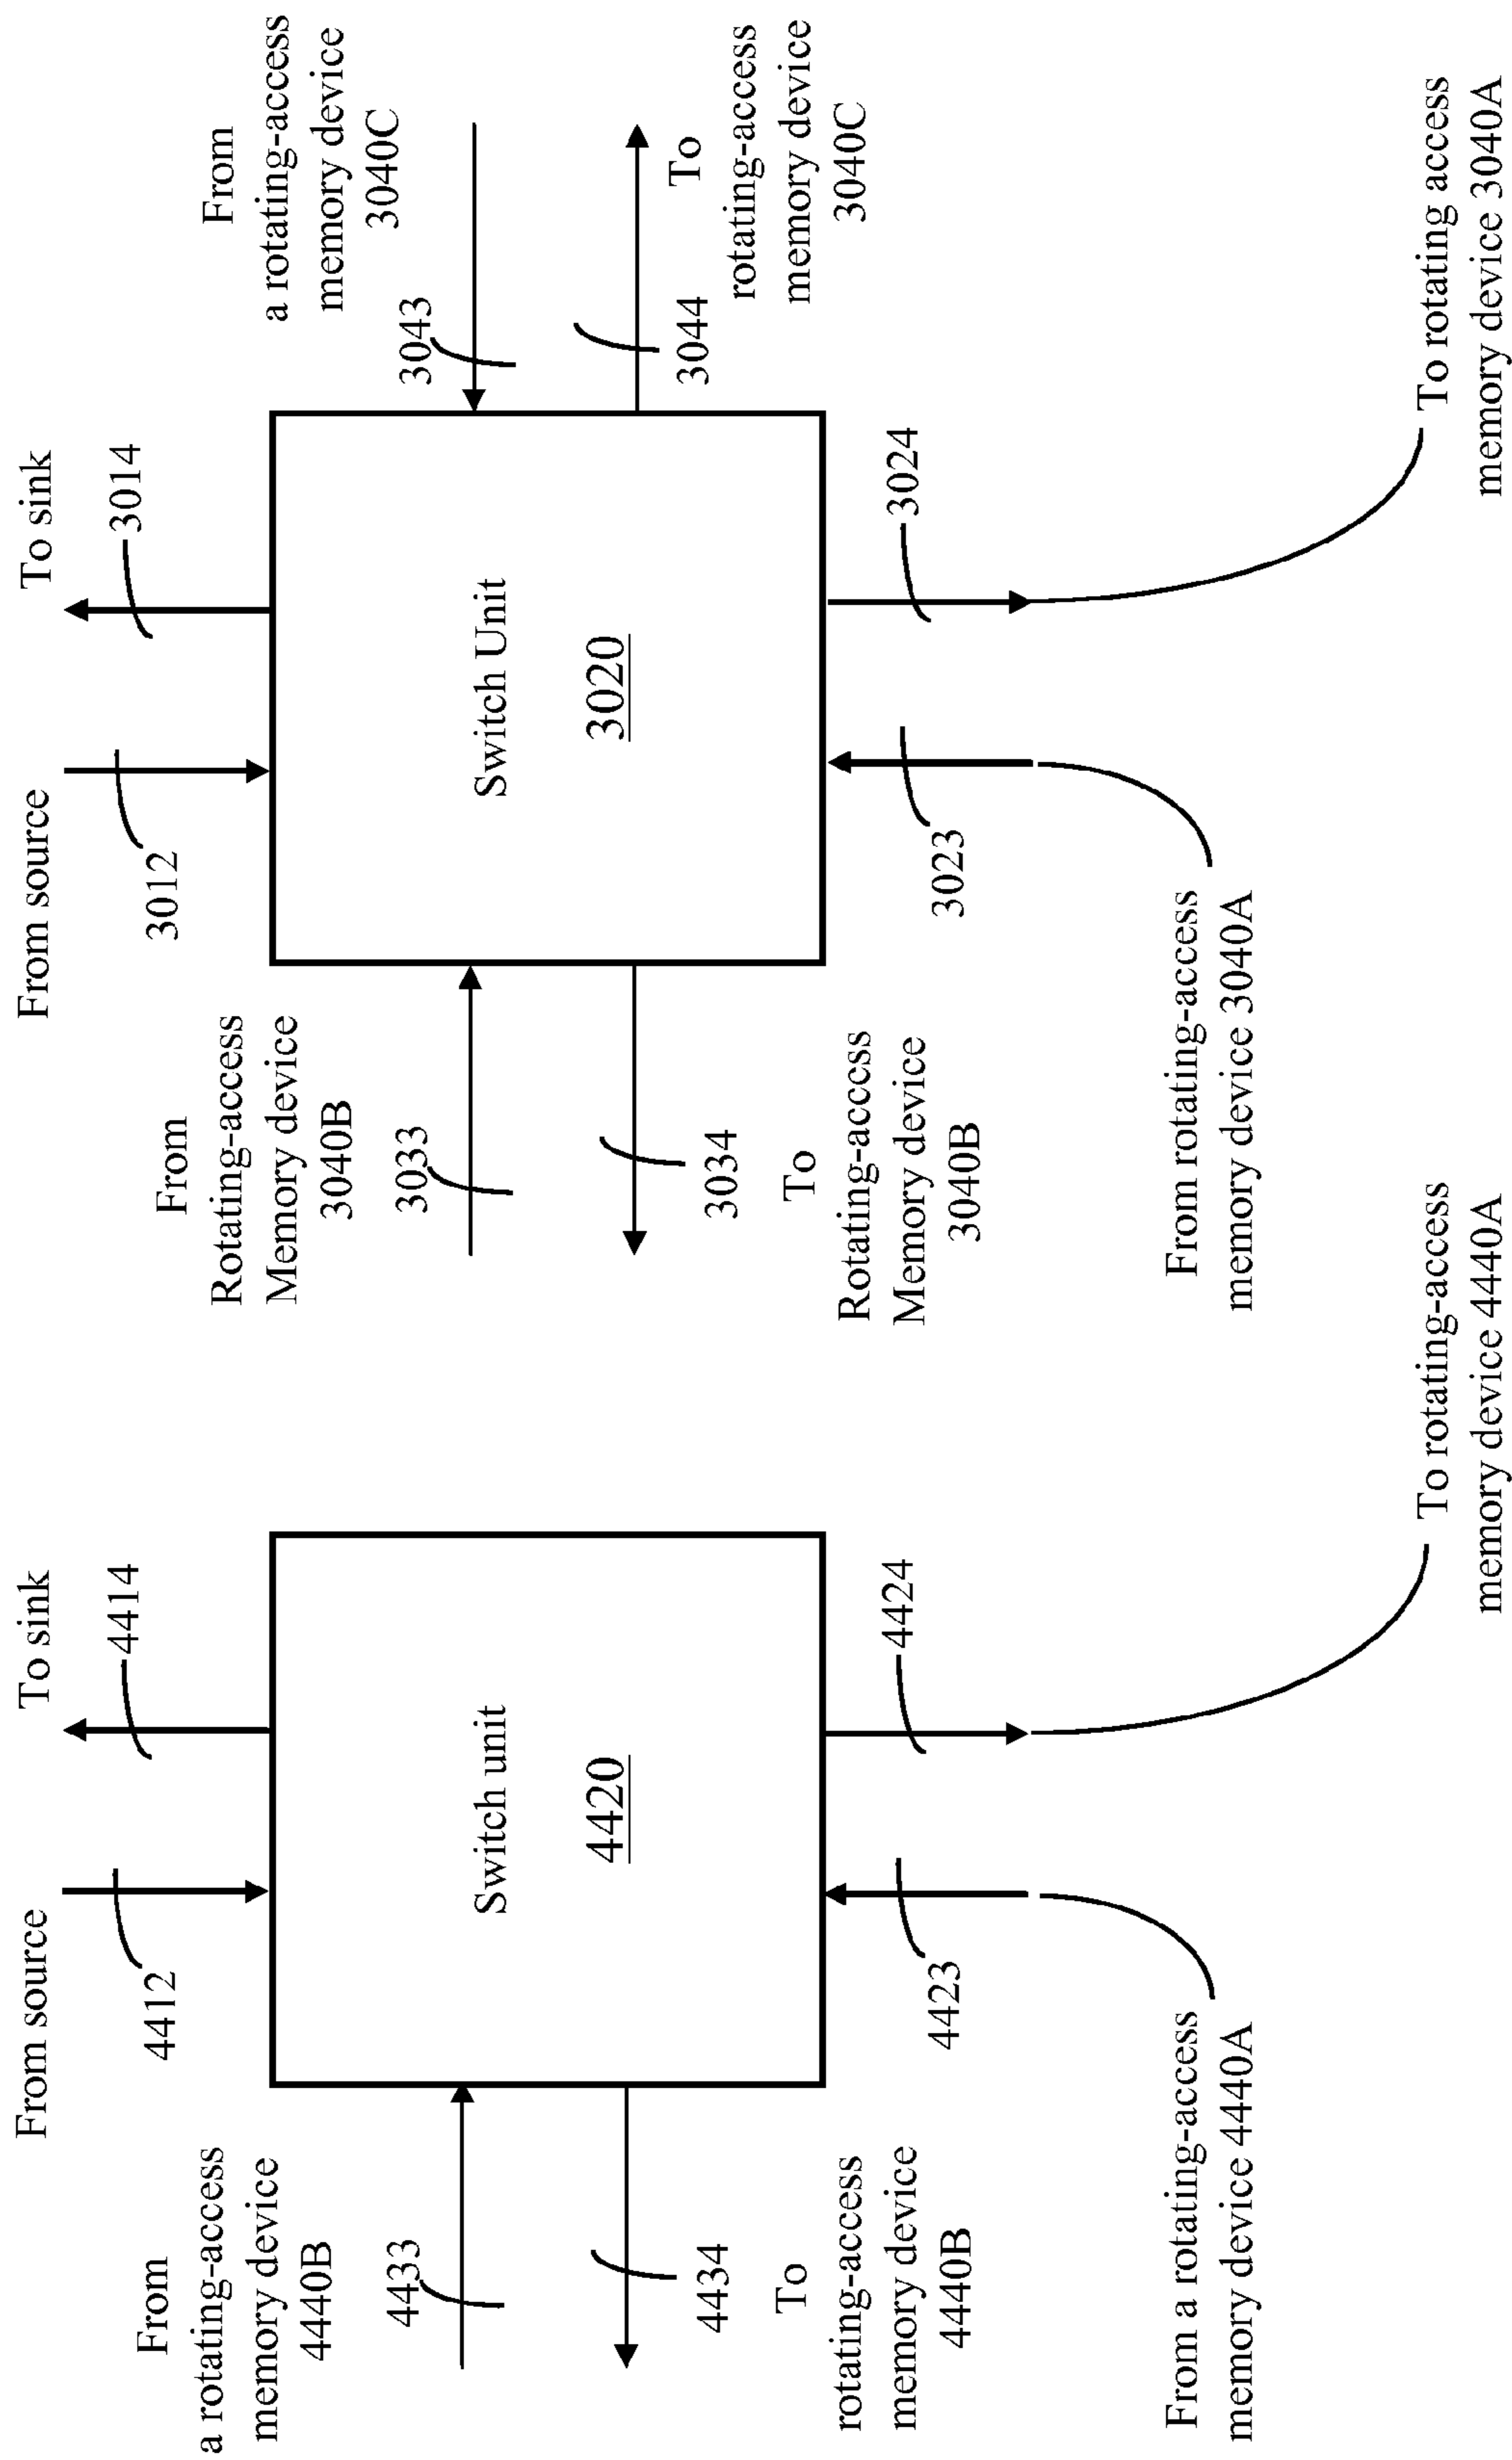 From source
To sink
4412
4414
From
a rotating-access
memory device
4440B
4433
Switch unit
4420
4434
To
rotating-access
memory device
4440B
4423
4424
From a rotating-access
memory device 4440A
To rotating-access
memory device 4440A
From source
To sink
3012
3014
From
Rotating-access
Memory device
3040B
3033
Switch Unit
3020
From
a rotating-access
memory device
3040C
3043
3034
To
Rotating-access
Memory device
3040B
3044
To
rotating-access
memory device
3040C
3023
3024
From rotating-access
memory device 3040A
To rotating access
memory device 3040A